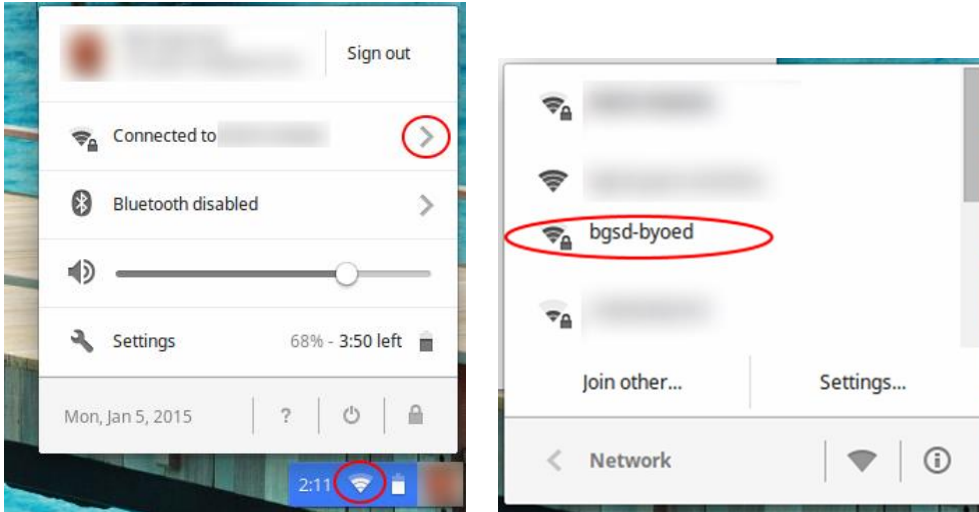 Sign out
Connected to
Bluetooth disabled
Settings 68% - 3:50 left
Mon, Jan 5, 2015 ?
2:11
bgsd-byoed
Join other... Settings...
Network